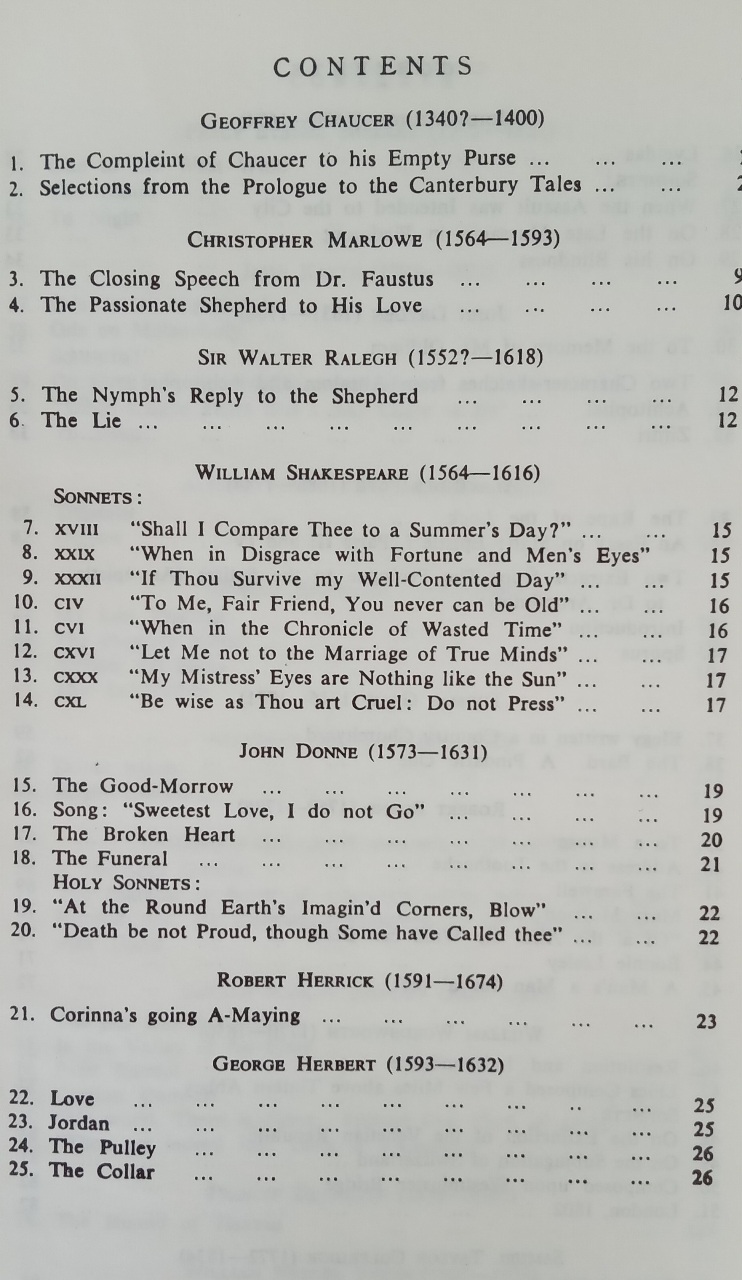 CONTENTS
GEOFFREY CHAUCER (1340?—1400)
1. The Compleint of Chaucer to his Empty Purse ... ... ...
2. Selections from the Prologue to the Canterbury Tales ... ... 2
CHRISTOPHER MARLOWE (1564—1593)
3. The Closing Speech from Dr. Faustus ... ... ... ... 9
4. The Passionate Shepherd to His Love ... ... ... ... 10
SIR WALTER RALEGH (1552?—1618)
5. The Nymph's Reply to the Shepherd ... ... ... ... 12
6. The Lie ... ... ... ... ... ... ... ... ... 12
WILLIAM SHAKESPEARE (1564—1616)
SONNETS:
7. XVIII "Shall I Compare Thee to a Summer's Day?" ... ... 15
8. XXIX "When in Disgrace with Fortune and Men's Eyes" 15
9. XXXII "If Thou Survive my Well-Contented Day" ... ... 15
10. CIV "To Me, Fair Friend, You never can be Old" ... ... 16
11. CVI "When in the Chronicle of Wasted Time" ... ... 16
12. CXVI "Let Me not to the Marriage of True Minds" ... ... 17
13. CXXX "My Mistress' Eyes are Nothing like the Sun" ... ... 17
14. CXL "Be wise as Thou art Cruel: Do not Press" ... ... 17
JOHN DONNE (1573—1631)
15. The Good-Morrow ... ... ... ... ... ... ... 19
16. Song: "Sweetest Love, I do not Go" ... ... ... ... 19
17. The Broken Heart ... ... ... ... ... ... ... 20
18. The Funeral ... ... ... ... ... ... ... ... 21
HOLY SONNETS:
19. "At the Round Earth's Imagin'd Corners, Blow" ... ... 22
20. "Death be not Proud, though Some have Called thee" ... ... 22
ROBERT HERRICK (1591—1674)
21. Corinna's going A-Maying ... ... ... ... ... ... 23
GEORGE HERBERT (1593—1632)
22. Love ... ... ... ... ... ... ... .. ... 25
23. Jordan ... ... ... ... ... ... ... ... ... 25
24. The Pulley ... ... ... ... ... ... ... ... 26
25. The Collar ... ... ... ... ... ... ... ... 26